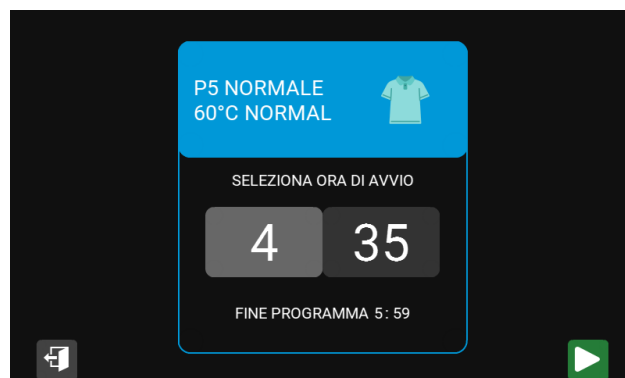 P5 NORMALE
60°C NORMAL
SELEZIONA ORA DI AVVIO
4 35
FINE PROGRAMMA 5:59